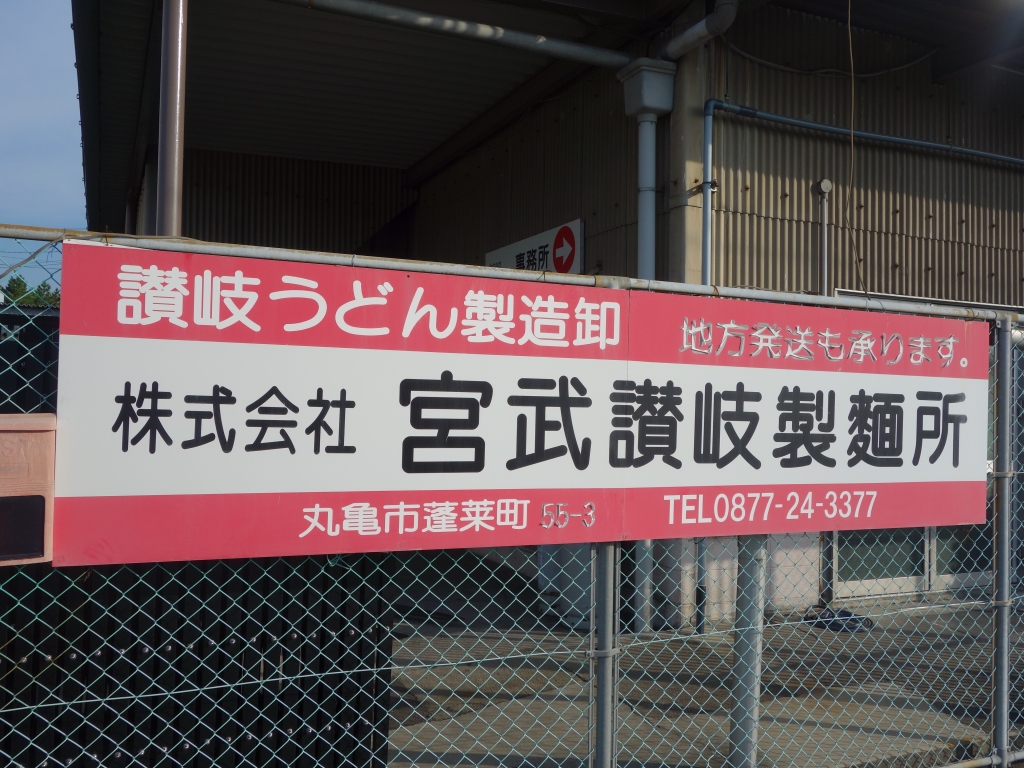 事務所
讃岐うどん製造卸
地方発送も承ります。
株式会社 宮武讃岐製麺所
丸亀市蓬莱町 55-3
TEL0877-24-3377